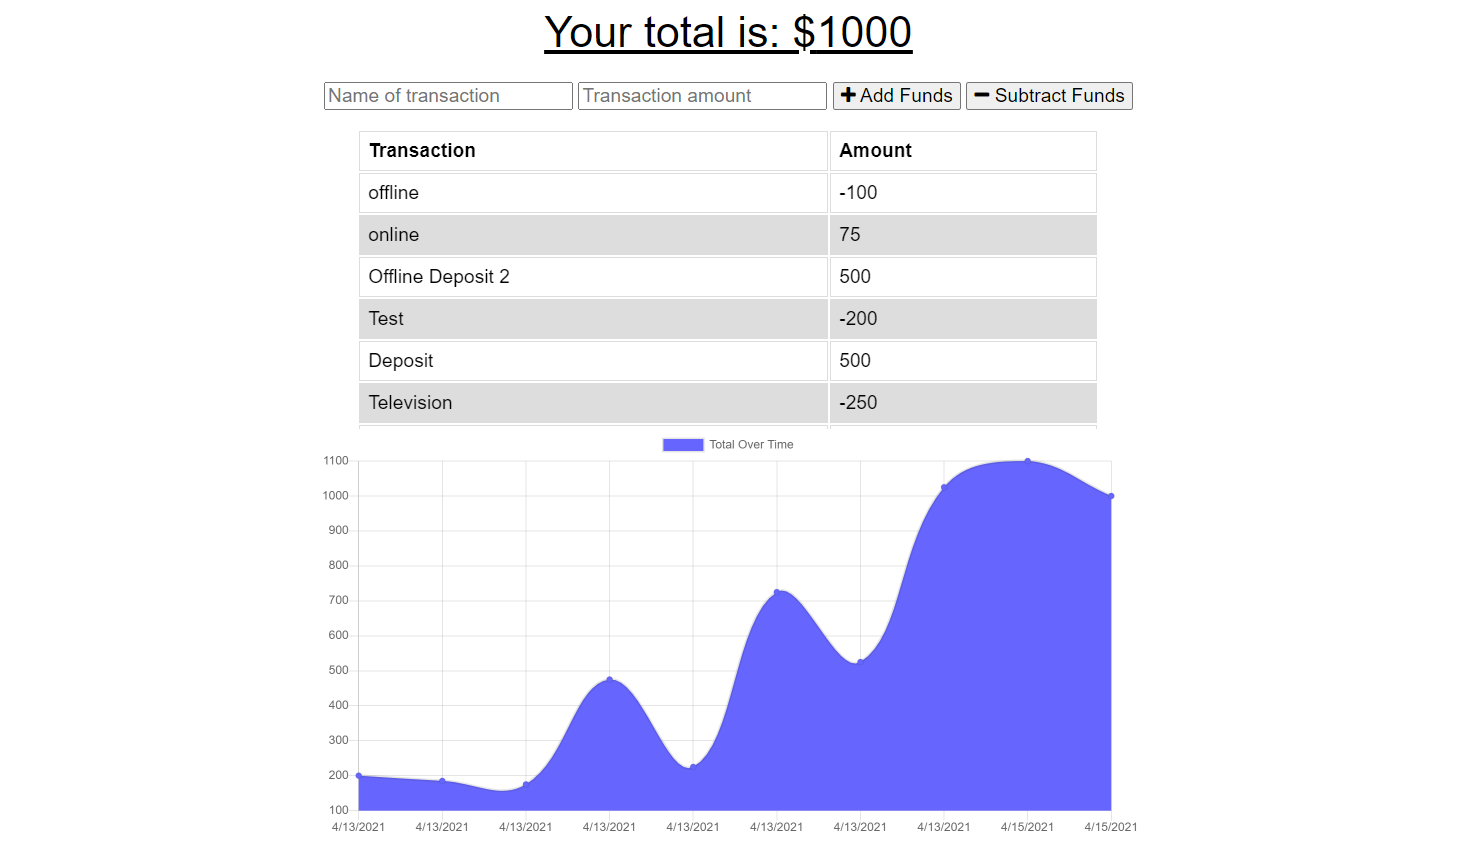 Your total is: $1000
Name of transaction Transaction amount Add Funds Subtract Funds
Transaction Amount
offline -100
online 75
Offline Deposit 2 500
Test -200
Deposit 500
Television -250
Total Over Time
1100
1000
900
800
700
600
500
400
300
200
100
4/13/2021 4/13/2021 4/13/2021 4/13/2021 4/13/2021 4/13/2021 4/13/2021 4/13/2021 4/15/2021 4/15/2021